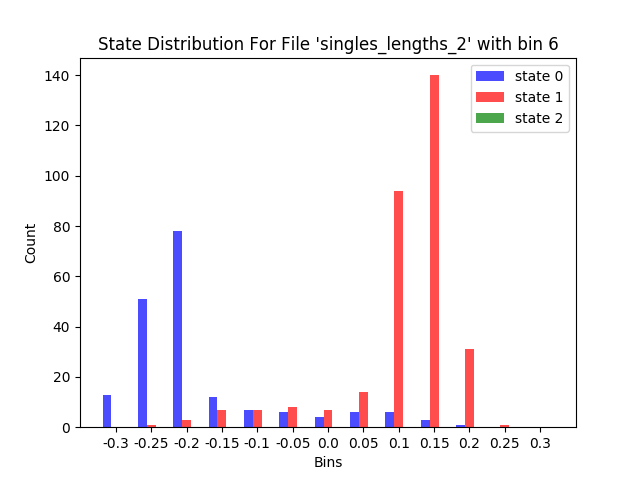 State Distribution For File 'singles_lengths_2' with bin 6
state 0
state 1
state 2
Count
140
120
100
80
60
40
20
0
-0.3 -0.25 -0.2 -0.15 -0.1 -0.05 0.0 0.05 0.1 0.15 0.2 0.25 0.3
Bins